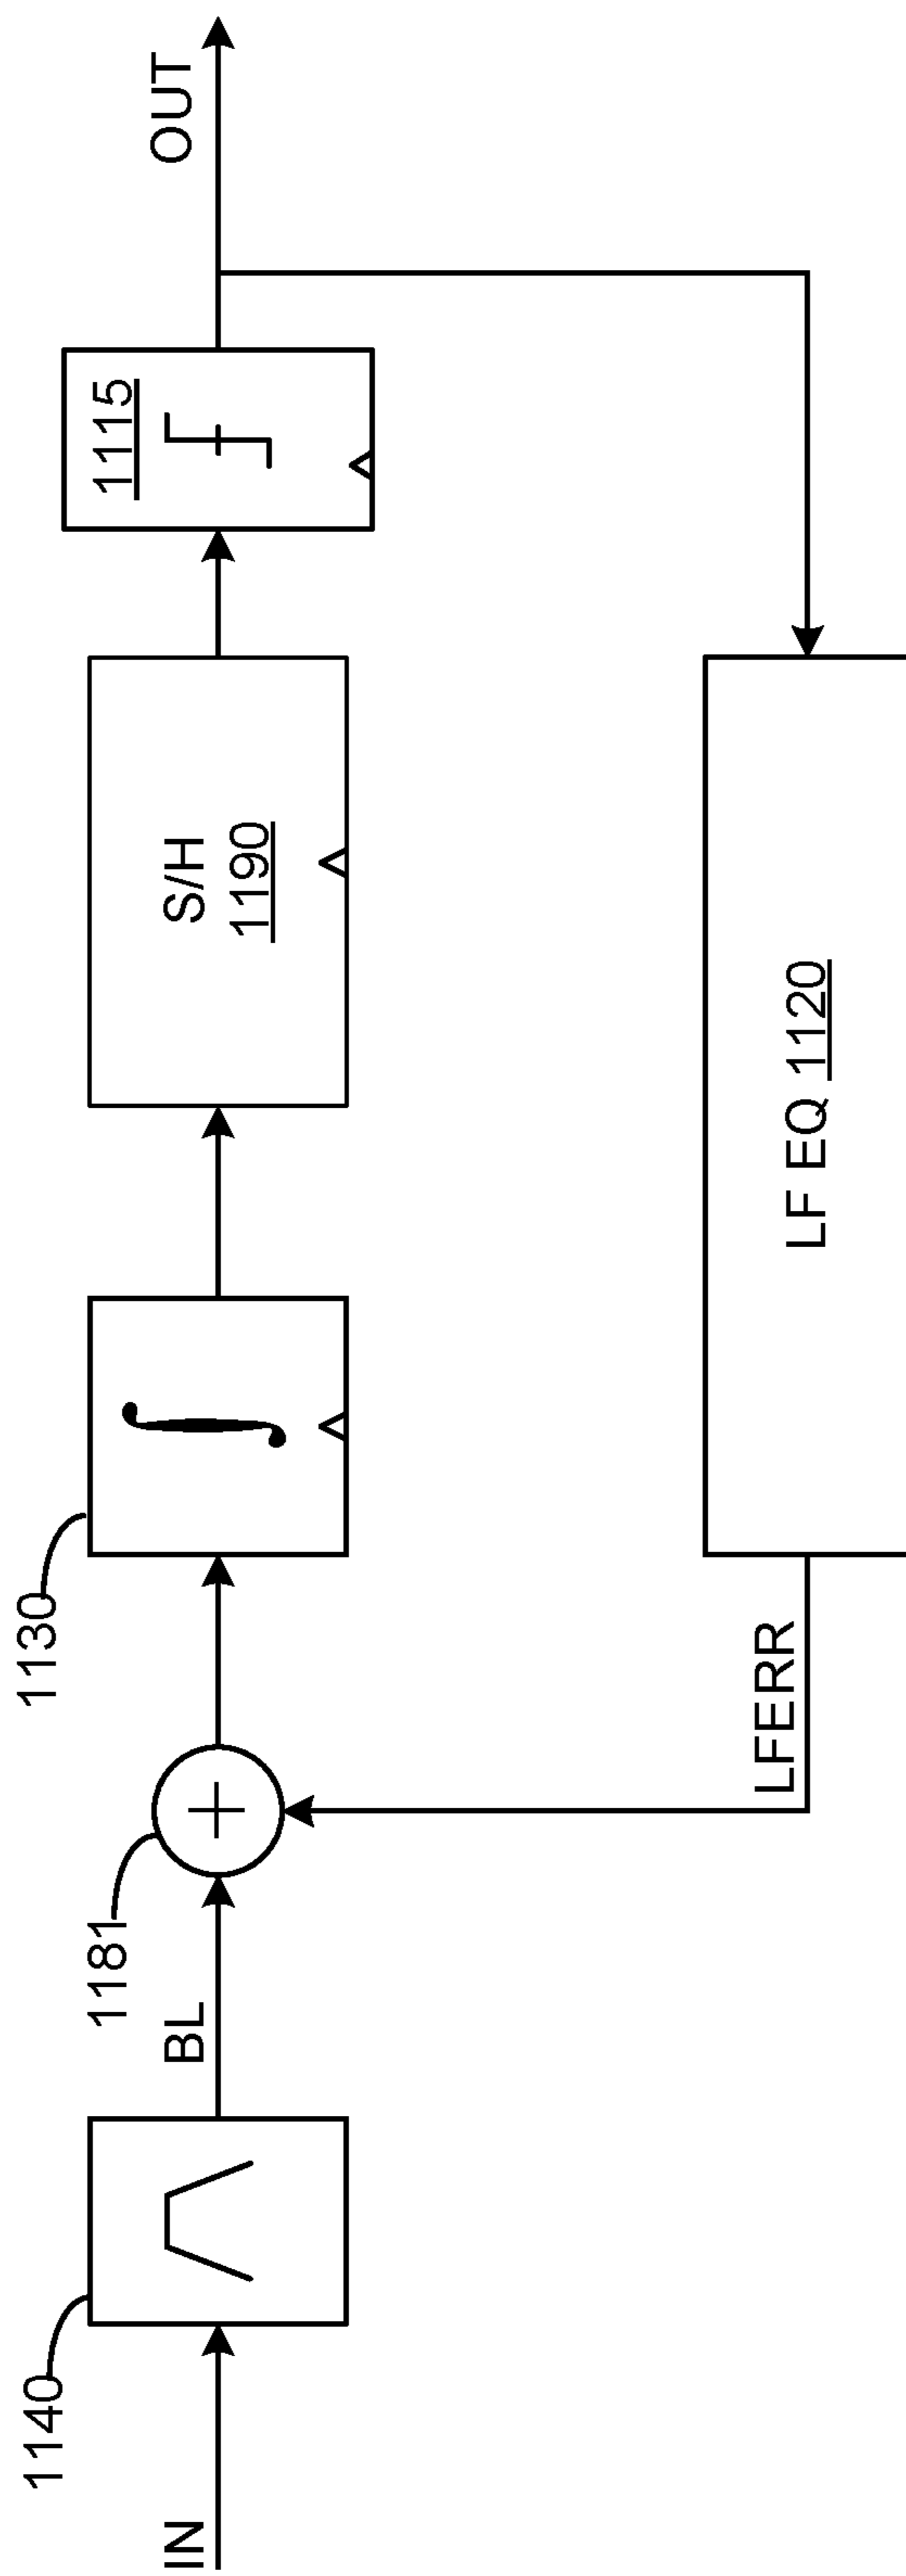 IN
1140
BL
1181
1130
S/H
1190
1115
OUT
LFERR
LF EQ 1120